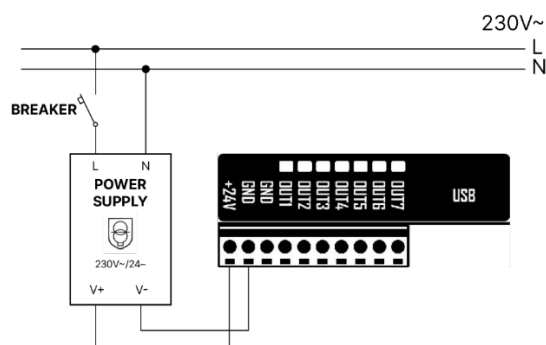 230V~
L
N
BREAKER
L N
POWER
SUPPLY
230V~/24⎓
V+ V-
+24V GND GND OUT1 OUT2 OUT3 OUT4 OUT5 OUT6 OUT7
USB